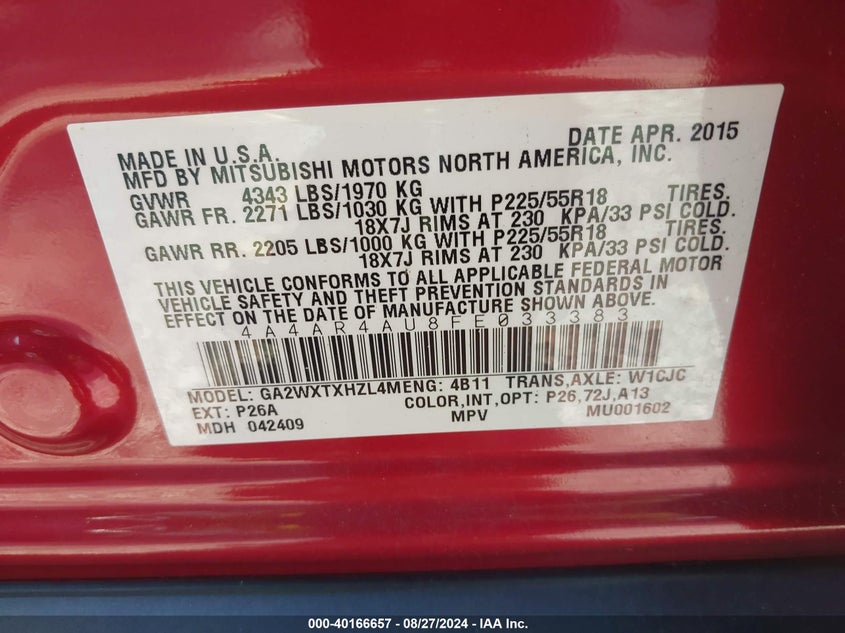 MADE IN U.S.A. DATE APR. 2015
MFD BY MITSUBISHI MOTORS NORTH AMERICA, INC.
GVWR 4343 LBS/1970 KG
GAWR FR. 2271 LBS/1030 KG WITH P225/55R18 TIRES.
18X7J RIMS AT 230 KPA/33 PSI COLD.
GAWR RR. 2205 LBS/1000 KG WITH P225/55R18 TIRES.
18X7J RIMS AT 230 KPA/33 PSI COLD.
THIS VEHICLE CONFORMS TO ALL APPLICABLE FEDERAL MOTOR
VEHICLE SAFETY AND THEFT PREVENTION STANDARDS IN
EFFECT ON THE DATE OF MANUFACTURE SHOWN ABOVE.
4A4AR4AU8FE033383
MODEL: GA2WXTXHZL4MENG: 4B11 TRANS,AXLE: W1CJC
EXT: P26A COLOR,INT,OPT: P26,72J,A13
MDH 042409 MPV MU001602
000-40166657 / 08/27/2024 - IAA Inc.